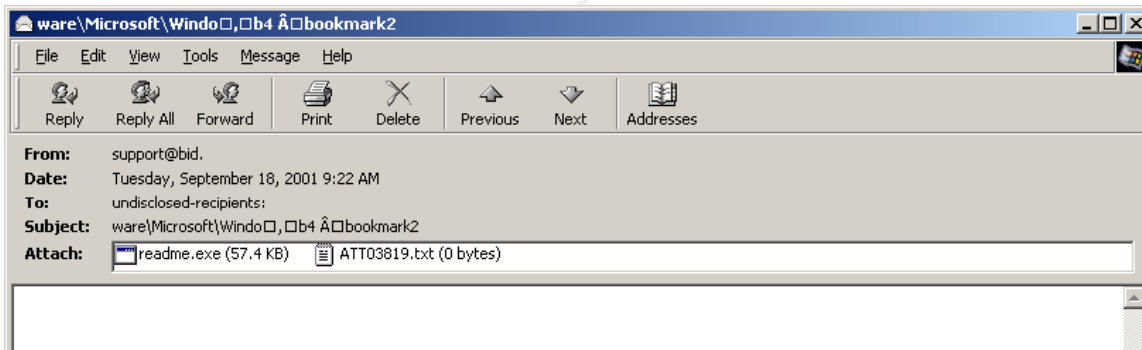 ware\Microsoft\Windo□,□b4 Â□bookmark2
File Edit View Tools Message Help
Reply Reply All Forward Print Delete Previous Next Addresses
From: support@bid.
Date: Tuesday, September 18, 2001 9:22 AM
To: undisclosed-recipients:
Subject: ware\Microsoft\Windo□,□b4 Â□bookmark2
Attach: readme.exe (57.4 KB) ATT03819.txt (0 bytes)